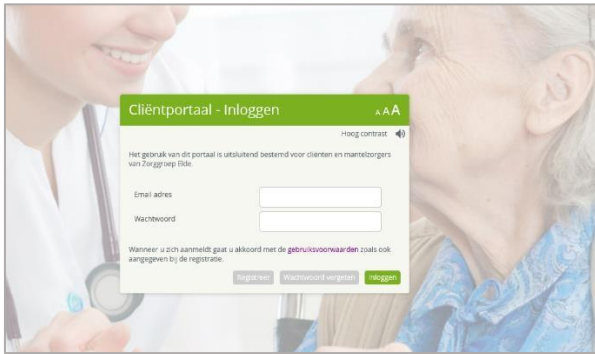 Cliëntportaal - Inloggen A A A
Hoog contrast
Het gebruik van dit portaal is uitsluitend bestemd voor cliënten en mantelzorgers
van Zorggroep Elde.
Email adres
Wachtwoord
Wanneer u zich aanmeldt gaat u akkoord met de gebruiksvoorwaarden zoals ook
aangegeven bij de registratie.
Registreer Wachtwoord vergeten Inloggen